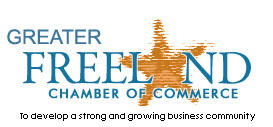 GREATER
FREELAND
CHAMBER OF COMMERCE
To develop a strong and growing business community